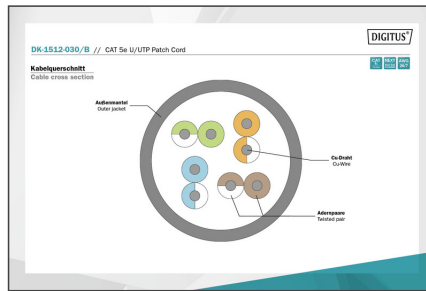 DIGITUS®
DK-1512-030/B // CAT 5e U/UTP Patch Cord
Kabelquerschnitt
Cable cross section
Außenmantel
Outer jacket
Cu-Draht
Cu-Wire
Adernpaare
Twisted pair